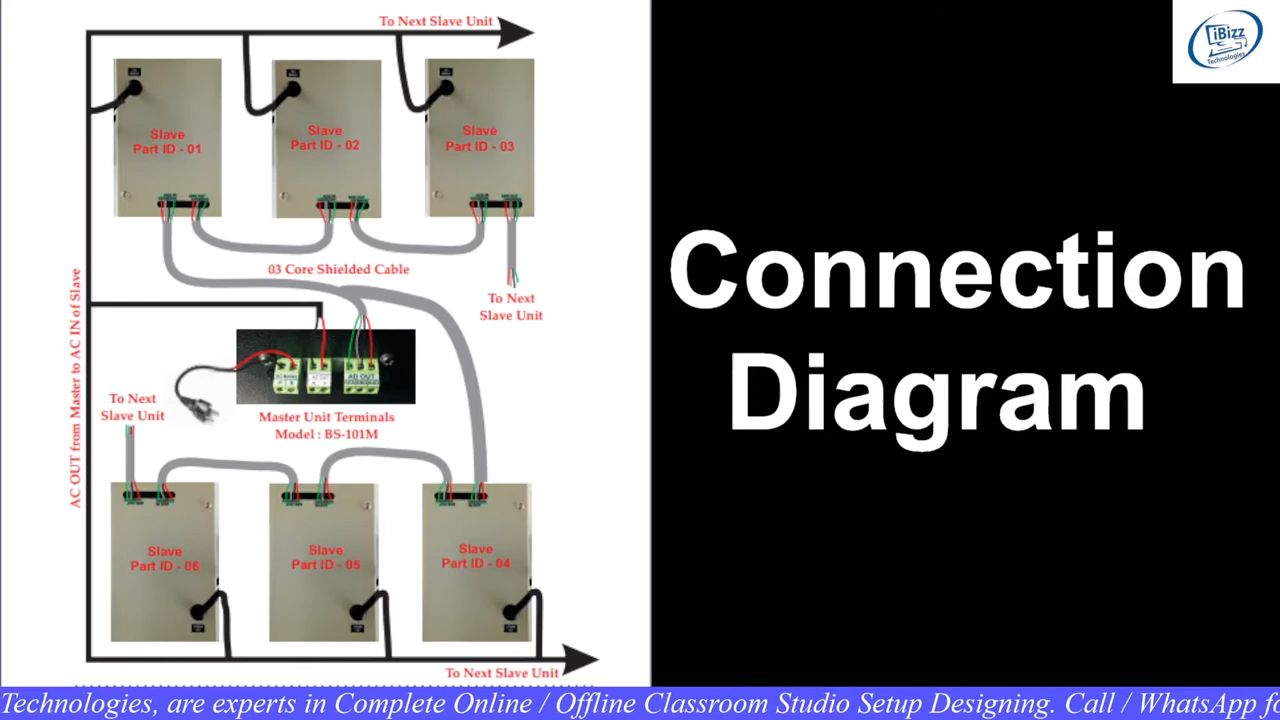 To Next Slave Unit
iBizz
Technologies
Slave
Part ID - 01
Slave
Part ID - 02
Slave
Part ID - 03
03 Core Shielded Cable
To Next
Slave Unit
AC OUT from Master to AC IN of Slave
AD OUT
To Next
Slave Unit
Master Unit Terminals
Model : BS-101M
Slave
Part ID - 06
Slave
Part ID - 05
Slave
Part ID - 04
To Next Slave Unit
Connection
Diagram
Technologies, are experts in Complete Online / Offline Classroom Studio Setup Designing. Call / WhatsApp fo